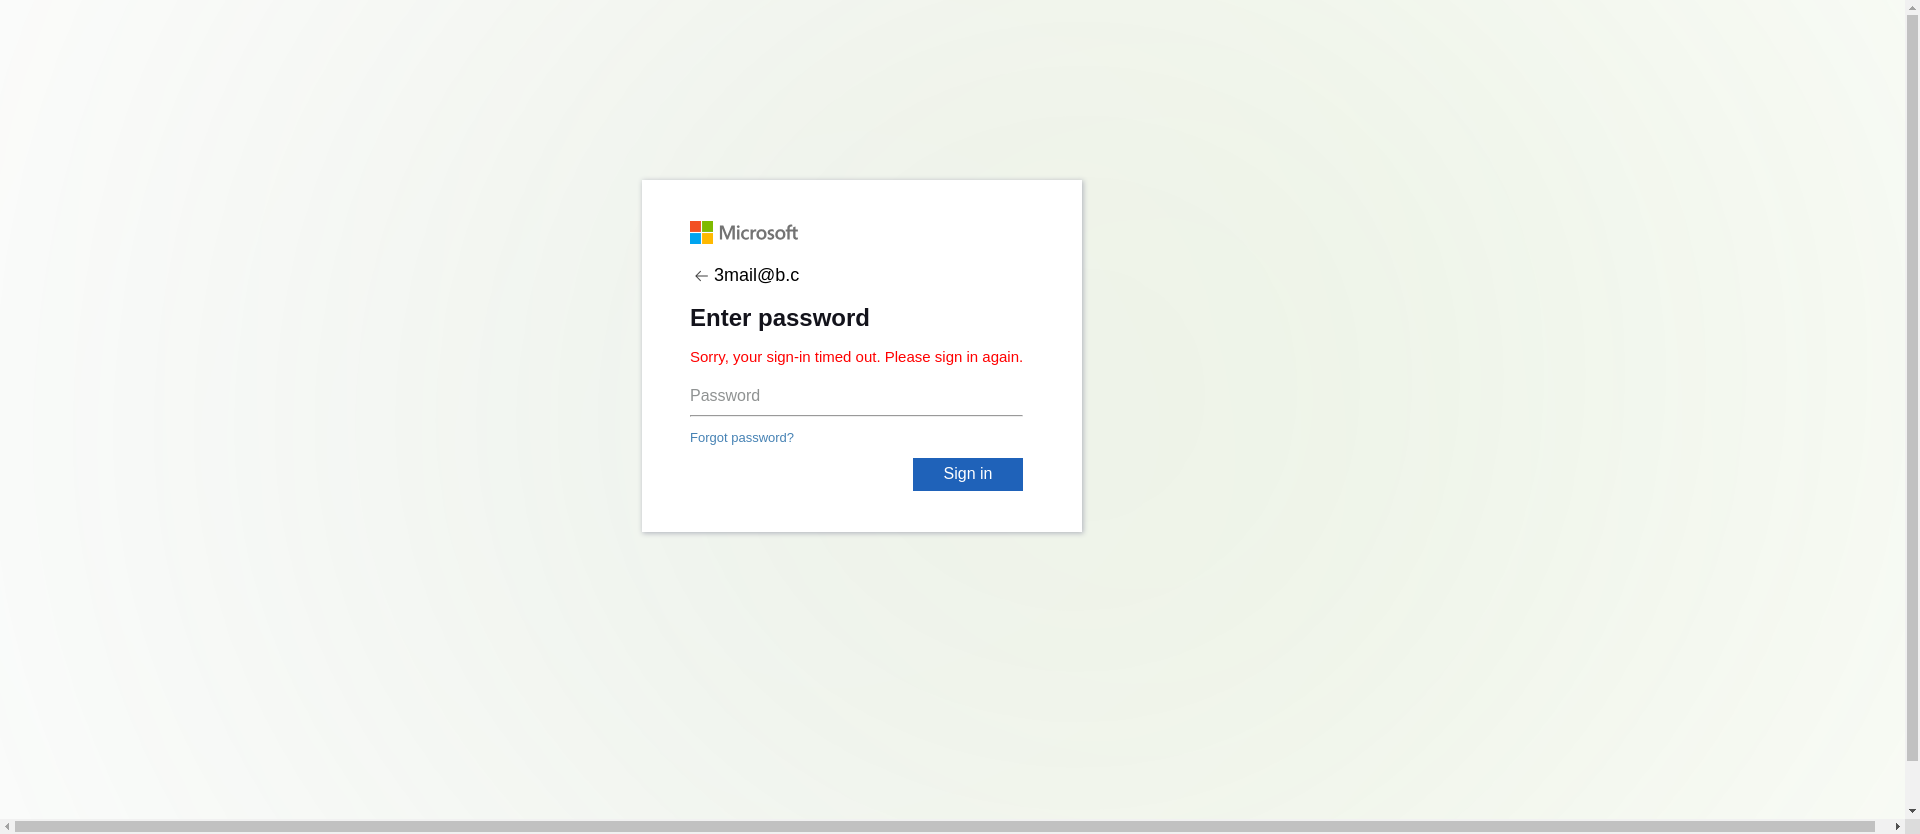 Microsoft
3mail@b.c
Enter password
Sorry, your sign-in timed out. Please sign in again.
Password
Forgot password?
Sign in